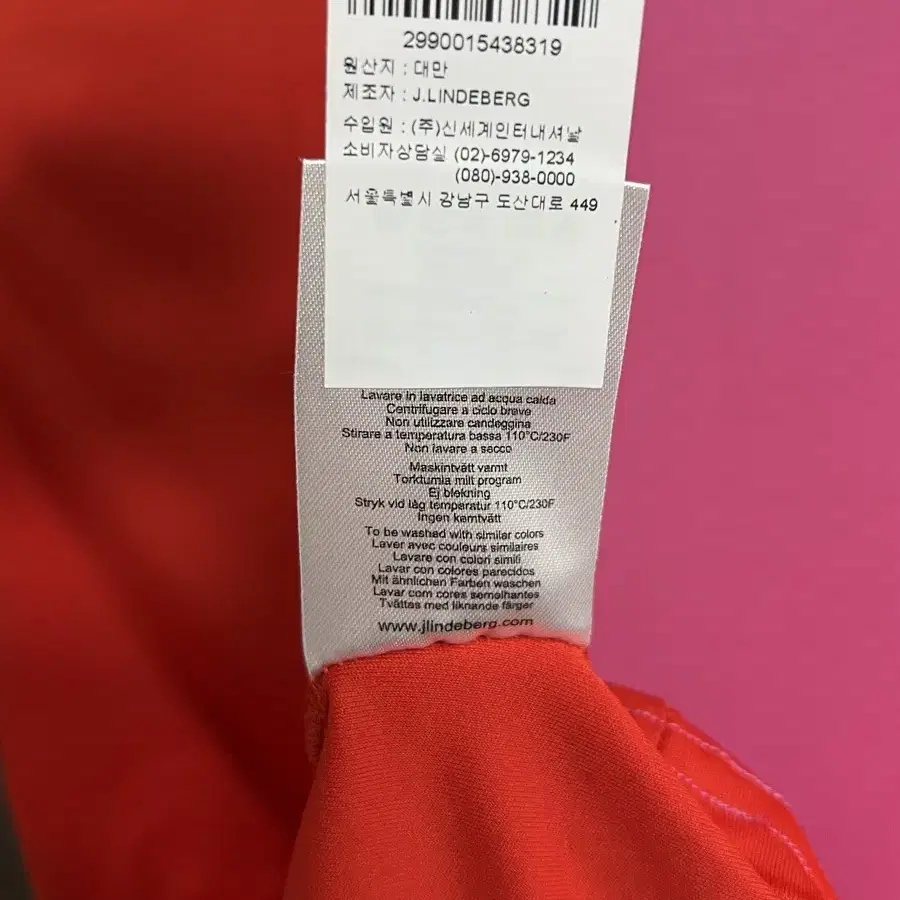 2990015438319
원산지 : 대만
제조자 : J.LINDEBERG
수입원 : (주)신세계인터내셔날
소비자상담실 (02)-6979-1234
(080)-938-0000
서울특별시 강남구 도산대로 449
Lavare in lavatrice ad acqua calda
Centrifugare a ciclo breve
Non utilizzare candeggina
Stirare a temperatura bassa 110°C/230F
Non lavare a secco
Maskintvätt varmt
Torktumla milt program
Ej blekning
Stryk vid låg temperatur 110°C/230F
Ingen kemtvätt
To be washed with similar colors
Laver avec couleurs similaires
Lavare con colori simili
Lavar con colores parecidos
Mit ähnlichen Farben waschen
Lavar com cores semelhantes
Tvättas med liknande färger
www.jlindeberg.com